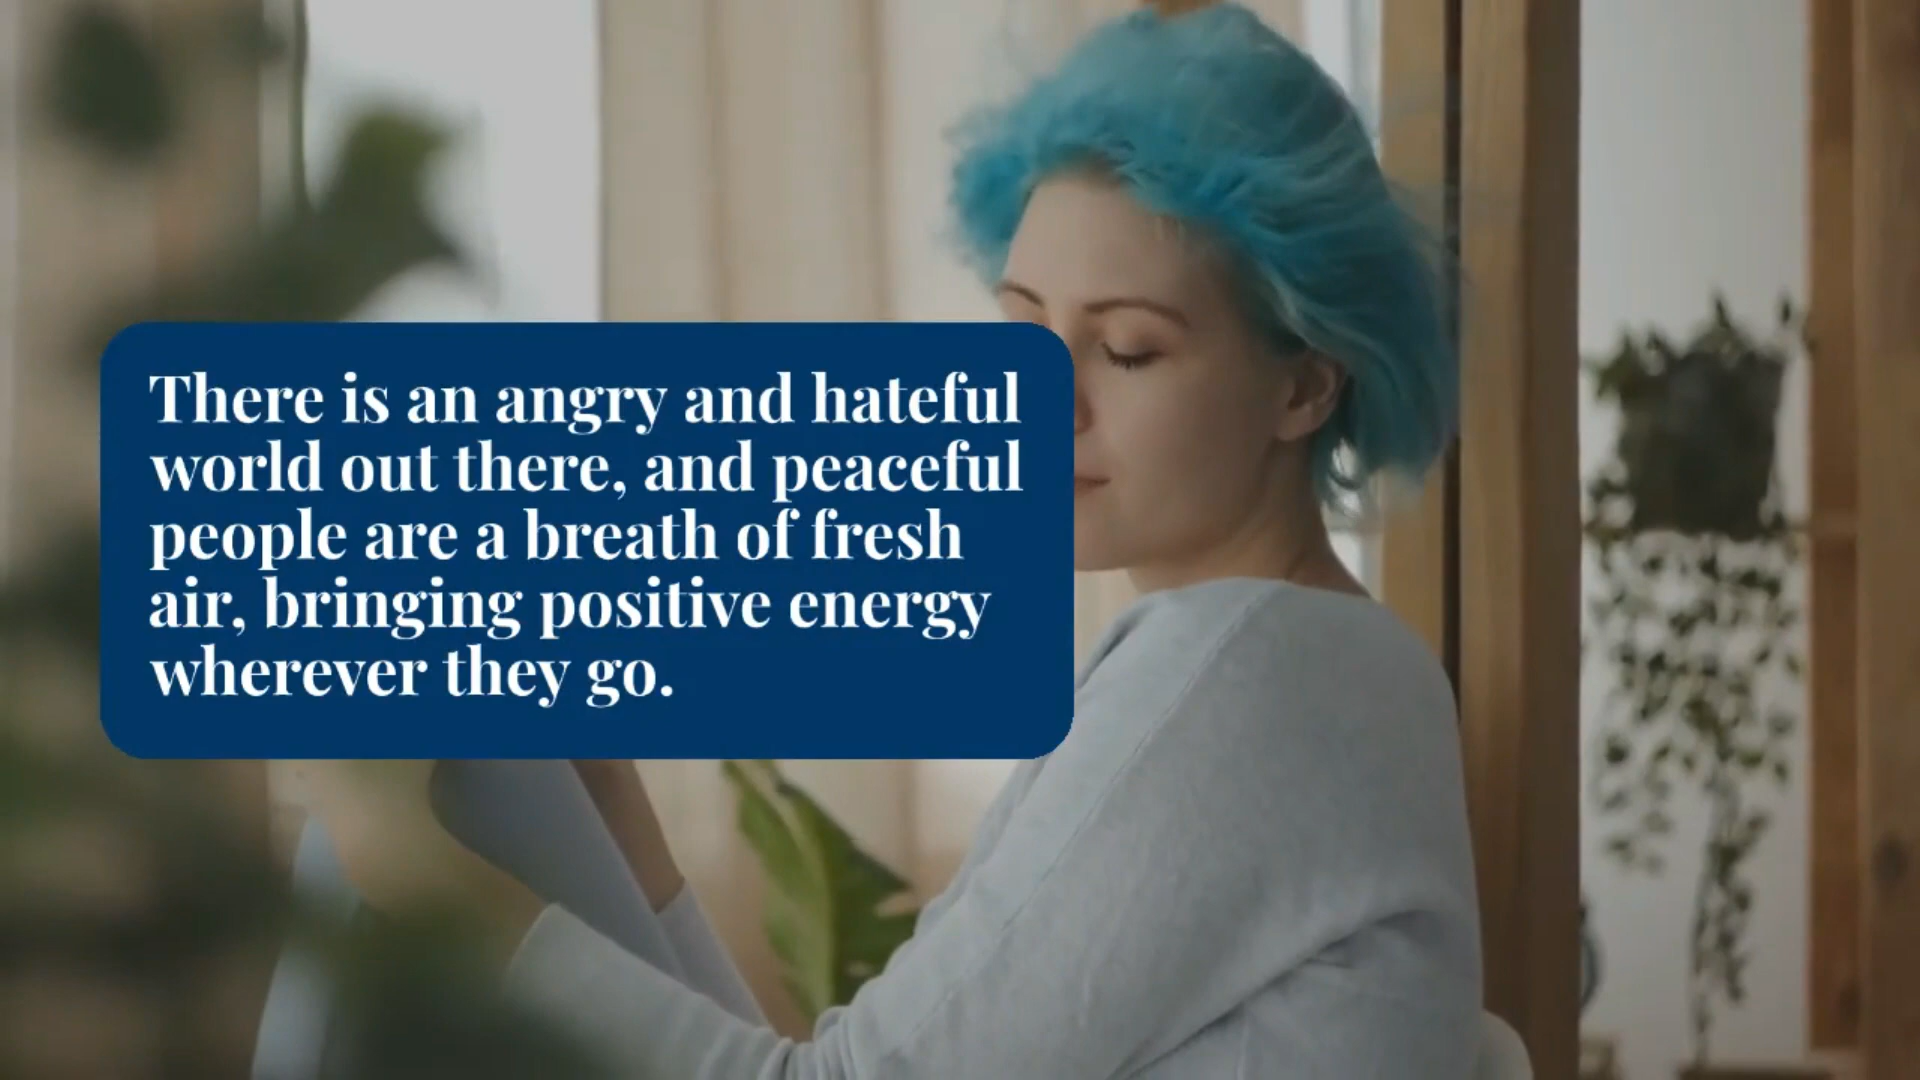 There is an angry and hateful
world out there, and peaceful
people are a breath of fresh
air, bringing positive energy
wherever they go.